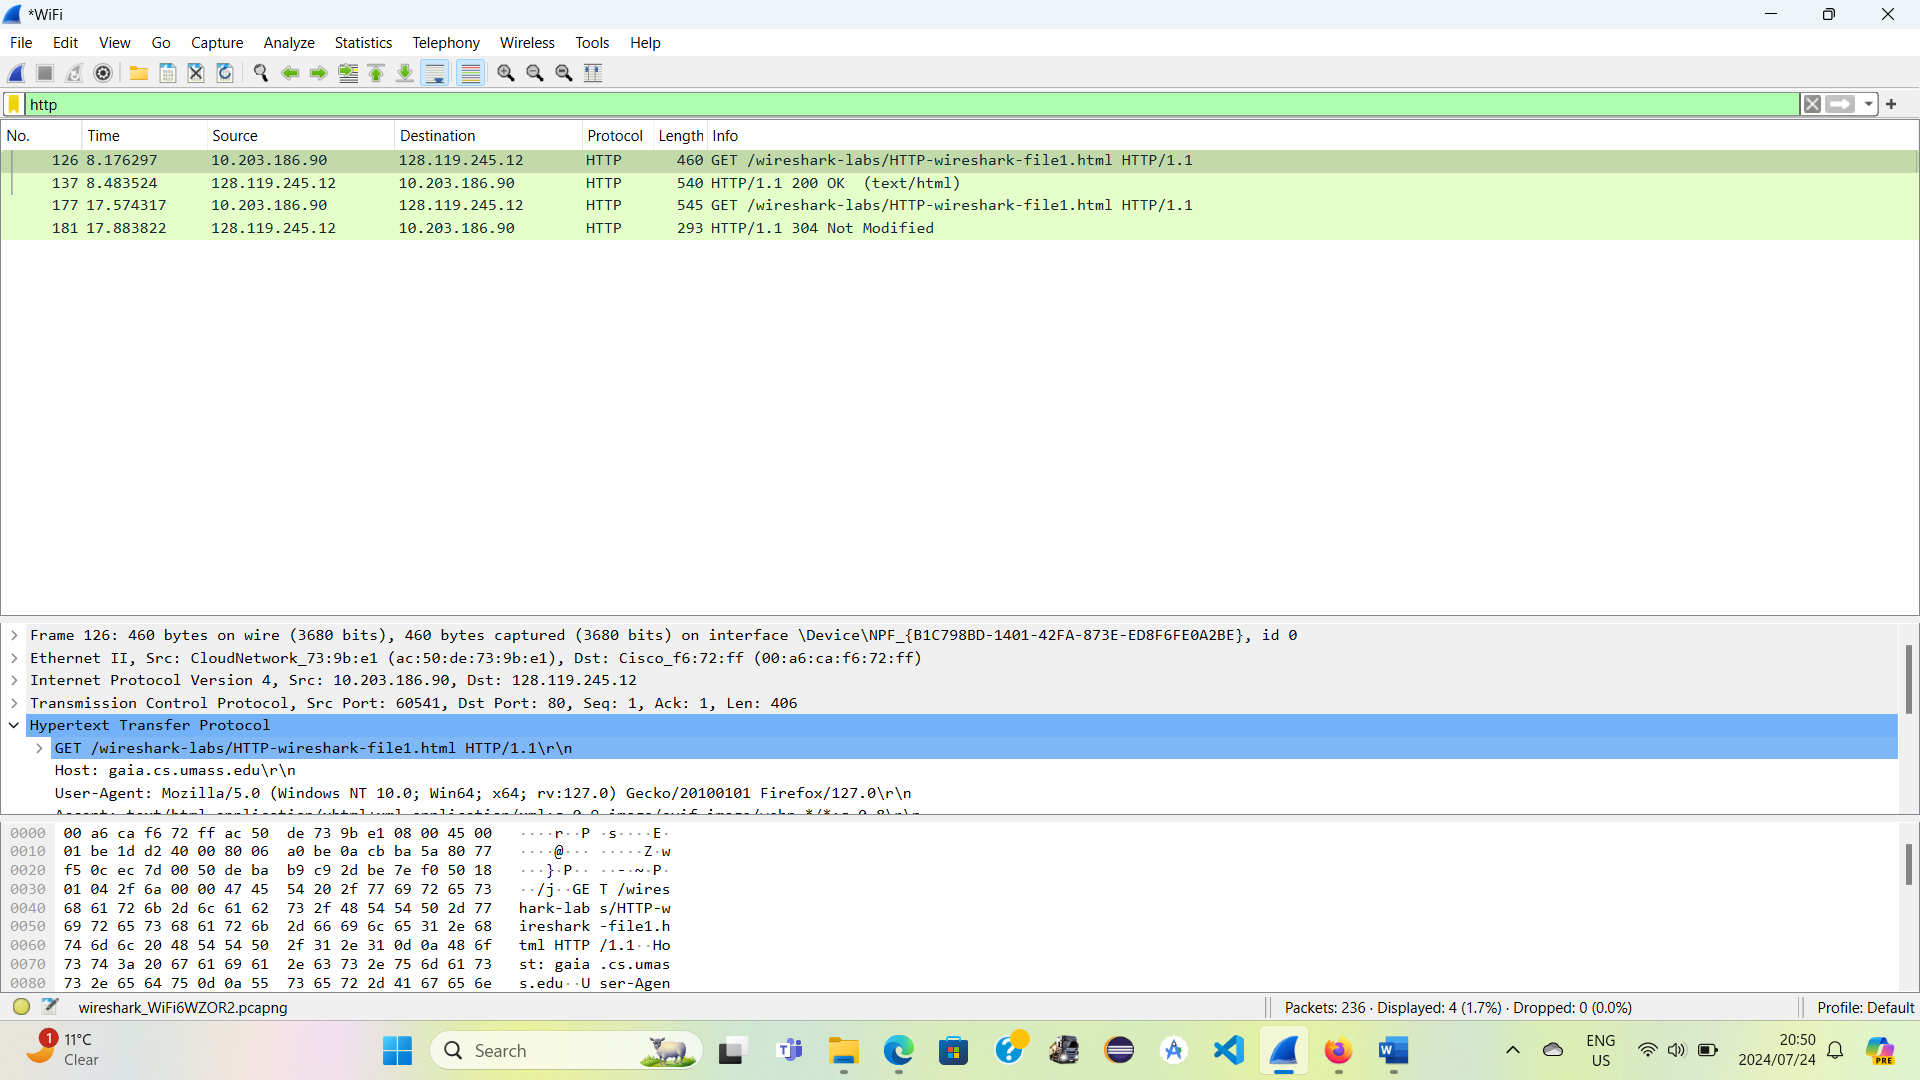 *WiFi
File Edit View Go Capture Analyze Statistics Telephony Wireless Tools Help
http
No. Time Source Destination Protocol Length Info
126 8.176297 10.203.186.90 128.119.245.12 HTTP 460 GET /wireshark-labs/HTTP-wireshark-file1.html HTTP/1.1
137 8.483524 128.119.245.12 10.203.186.90 HTTP 540 HTTP/1.1 200 OK (text/html)
177 17.574317 10.203.186.90 128.119.245.12 HTTP 545 GET /wireshark-labs/HTTP-wireshark-file1.html HTTP/1.1
181 17.883822 128.119.245.12 10.203.186.90 HTTP 293 HTTP/1.1 304 Not Modified
Frame 126: 460 bytes on wire (3680 bits), 460 bytes captured (3680 bits) on interface \Device\NPF_{B1C798BD-1401-42FA-873E-ED8F6FE0A2BE}, id 0
Ethernet II, Src: CloudNetwork_73:9b:e1 (ac:50:de:73:9b:e1), Dst: Cisco_f6:72:ff (00:a6:ca:f6:72:ff)
Internet Protocol Version 4, Src: 10.203.186.90, Dst: 128.119.245.12
Transmission Control Protocol, Src Port: 60541, Dst Port: 80, Seq: 1, Ack: 1, Len: 406
Hypertext Transfer Protocol
GET /wireshark-labs/HTTP-wireshark-file1.html HTTP/1.1\r\n
Host: gaia.cs.umass.edu\r\n
User-Agent: Mozilla/5.0 (Windows NT 10.0; Win64; x64; rv:127.0) Gecko/20100101 Firefox/127.0\r\n
0000 00 a6 ca f6 72 ff ac 50 de 73 9b e1 08 00 45 00 ····r··P ·s····E·
0010 01 be 1d d2 40 00 80 06 a0 be 0a cb ba 5a 80 77 ····@··· ·····Z·w
0020 f5 0c ec 7d 00 50 de ba b9 c9 2d be 7e f0 50 18 ···}·P·· ··-·~·P·
0030 01 04 2f 6a 00 00 47 45 54 20 2f 77 69 72 65 73 ··/j··GE T /wires
0040 68 61 72 6b 2d 6c 61 62 73 2f 48 54 54 50 2d 77 hark-lab s/HTTP-w
0050 69 72 65 73 68 61 72 6b 2d 66 69 6c 65 31 2e 68 ireshark -file1.h
0060 74 6d 6c 20 48 54 54 50 2f 31 2e 31 0d 0a 48 6f tml HTTP /1.1··Ho
0070 73 74 3a 20 67 61 69 61 2e 63 73 2e 75 6d 61 73 st: gaia .cs.umas
0080 73 2e 65 64 75 0d 0a 55 73 65 72 2d 41 67 65 6e s.edu··U ser-Agen
wireshark_WiFi6WZOR2.pcapng Packets: 236 · Displayed: 4 (1.7%) · Dropped: 0 (0.0%) Profile: Default
1 11°C
Clear
Search
ENG
US
20:50
2024/07/24
PRE